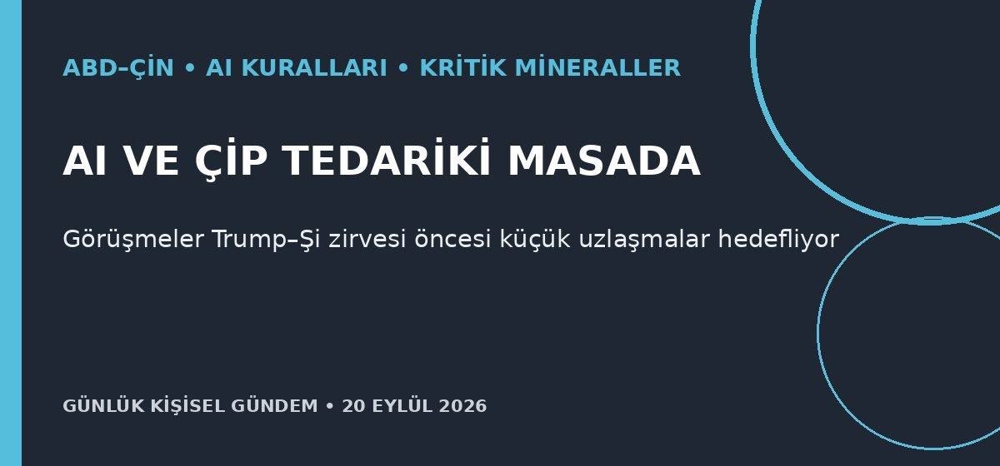 ABD–ÇİN • AI KURALLARI • KRİTİK MİNERALLER
AI VE ÇİP TEDARİKİ MASADA
Görüşmeler Trump–Şi zirvesi öncesi küçük uzlaşmalar hedefliyor
GÜNLÜK KİŞİSEL GÜNDEM • 20 EYLÜL 2026